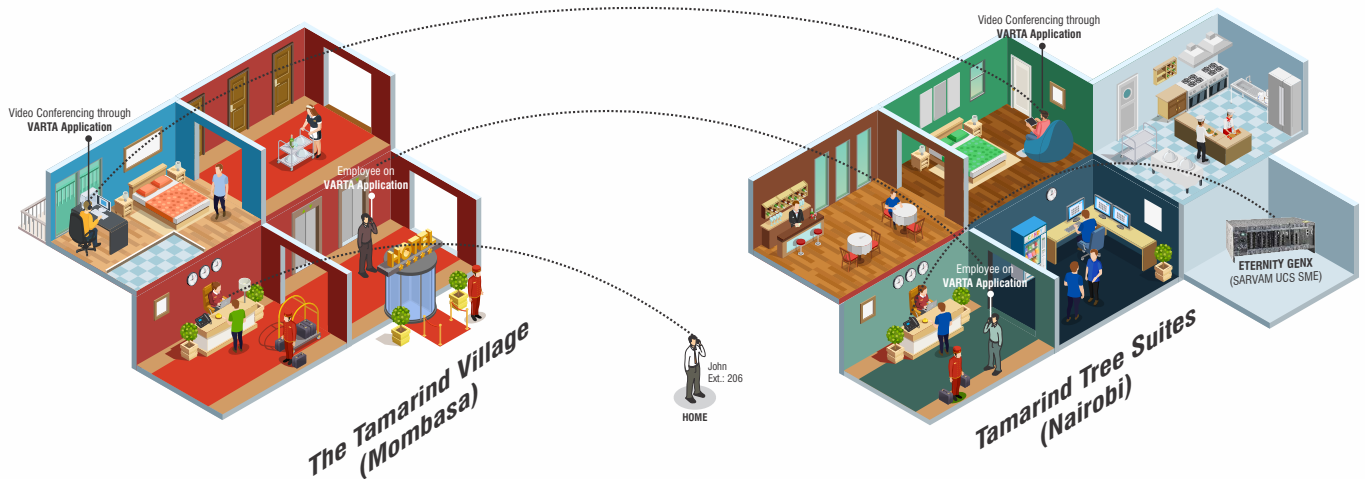 Video Conferencing through
VARTA Application
Employee on
VARTA Application
HOTEL
The Tamarind Village
(Mombasa)
John
Ext.: 206
HOME
Video Conferencing through
VARTA Application
Employee on
VARTA Application
ETERNITY GENX
(SARVAM UCS SME)
Tamarind Tree Suites
(Nairobi)